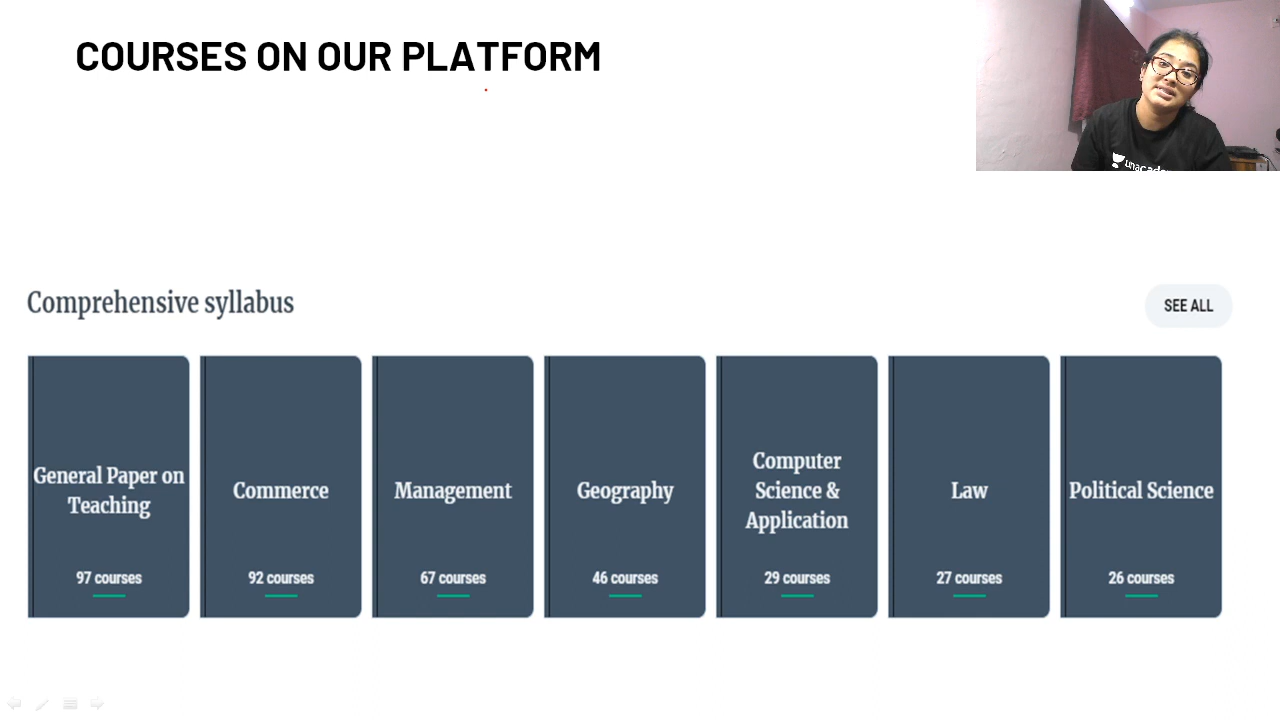 COURSES ON OUR PLATFORM
Comprehensive syllabus
SEE ALL
General Paper on
Teaching
97 courses
Commerce
92 courses
Management
67 courses
Geography
46 courses
Computer
Science &
Application
29 courses
Law
27 courses
Political Science
26 courses